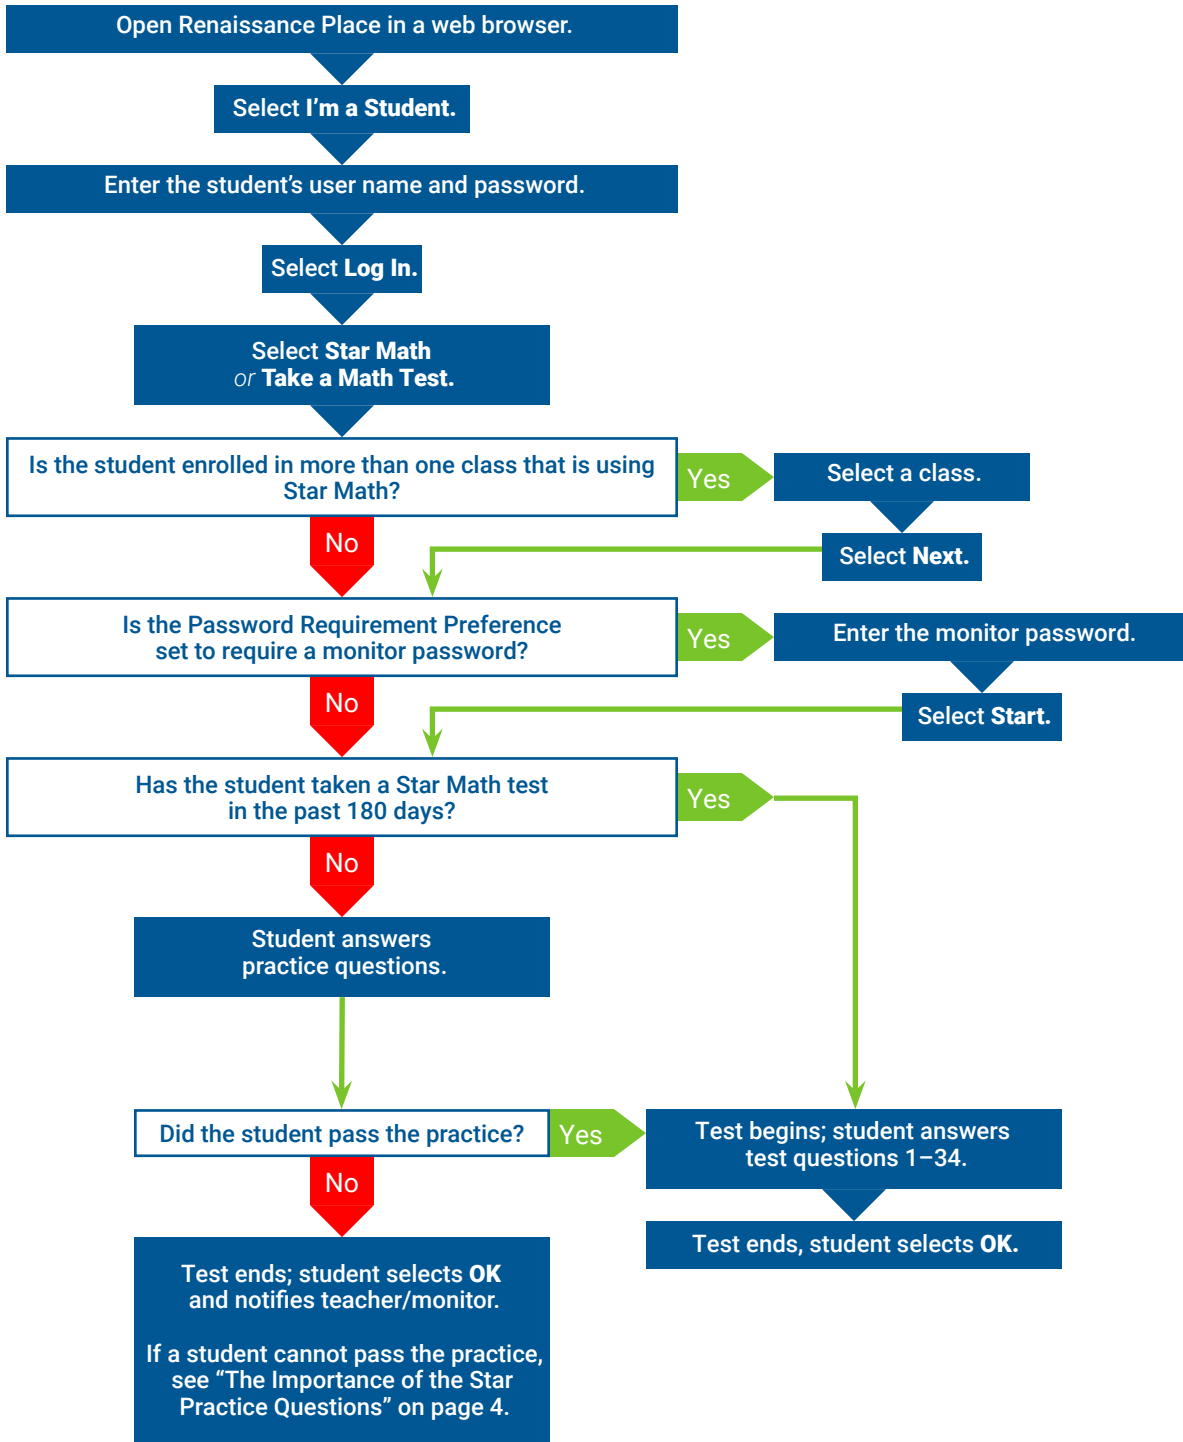 Open Renaissance Place in a web browser.
Select I’m a Student.
Enter the student’s user name and password.
Select Log In.
Select Star Math
or Take a Math Test.
Is the student enrolled in more than one class that is using
Star Math?
Yes
Select a class.
Select Next.
No
Is the Password Requirement Preference
set to require a monitor password?
Yes
Enter the monitor password.
Select Start.
No
Has the student taken a Star Math test
in the past 180 days?
Yes
No
Student answers
practice questions.
Did the student pass the practice?
Yes
Test begins; student answers
test questions 1–34.
Test ends, student selects OK.
No
Test ends; student selects OK
and notifies teacher/monitor.
If a student cannot pass the practice,
see “The Importance of the Star
Practice Questions” on page 4.